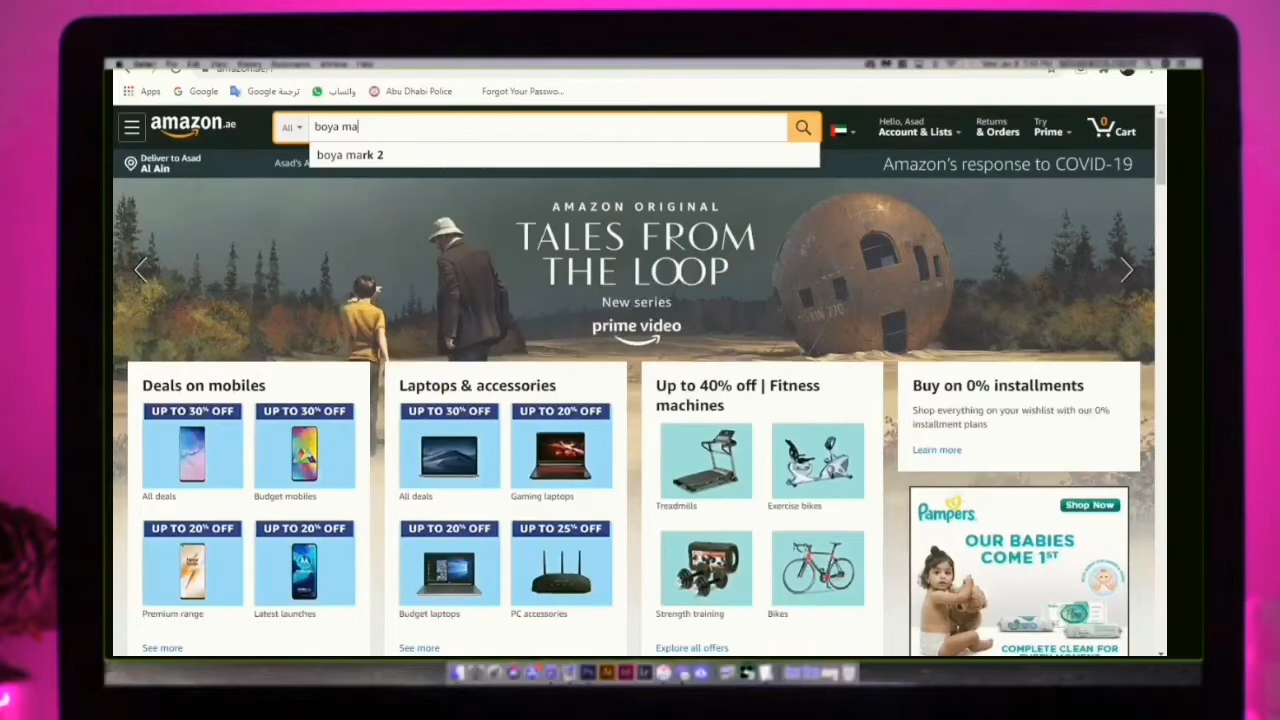 amazon.ae/
Apps
Google
ترجمة Google
واتساب
Abu Dhabi Police
Forgot Your Passwo...
amazon.ae
All
boya ma
Hello, Asad
Account & Lists
Returns
& Orders
Try
Prime
0
Cart
boya mark 2
Deliver to Asad
Al Ain
Asad's A
Amazon's response to COVID-19
AMAZON ORIGINAL
TALES FROM
THE LOOP
New series
prime video
Deals on mobiles
UP TO 30% OFF
UP TO 30% OFF
All deals
Budget mobiles
UP TO 20% OFF
UP TO 20% OFF
Premium range
Latest launches
See more
Laptops & accessories
UP TO 30% OFF
UP TO 20% OFF
All deals
Gaming laptops
UP TO 20% OFF
UP TO 25% OFF
Budget laptops
PC accessories
See more
Up to 40% off | Fitness
machines
Treadmills
Exercise bikes
Strength training
Bikes
Explore all offers
Buy on 0% installments
Shop everything on your wishlist with our 0%
installment plans
Learn more
Pampers
Shop Now
OUR BABIES
COME 1ST
COMPLETE CLEAN FOR